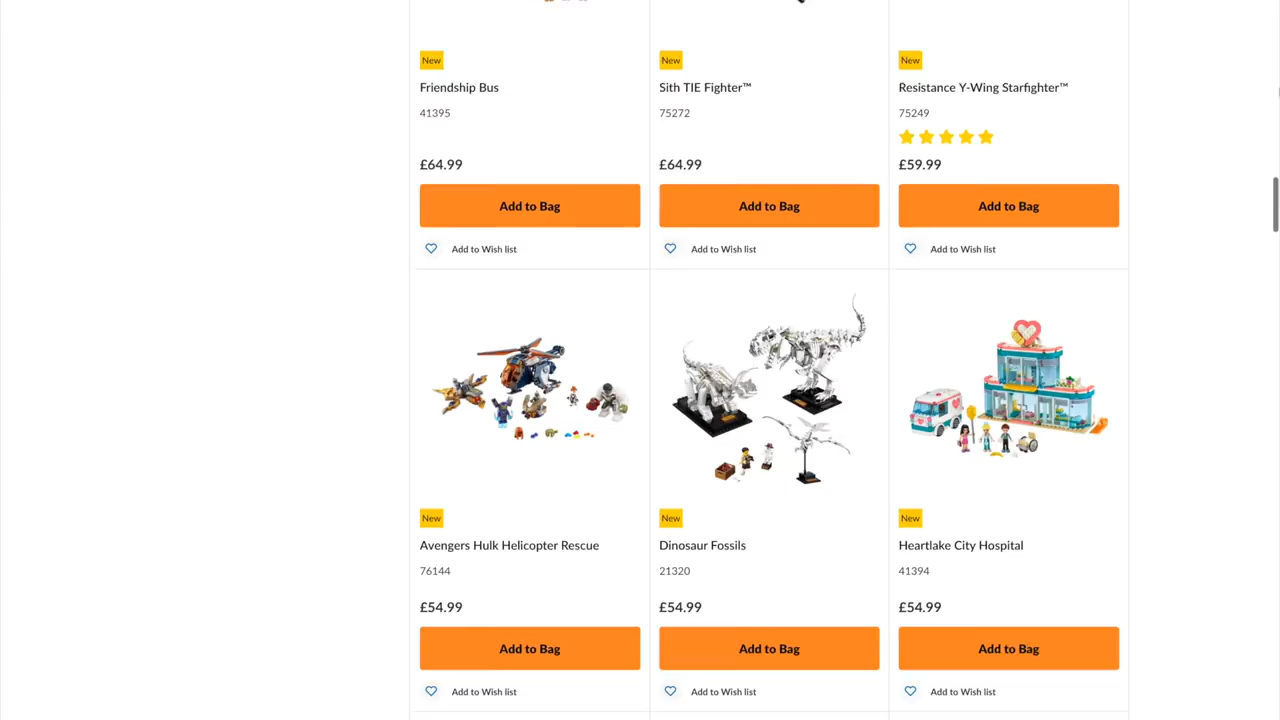 New
Friendship Bus
41395
£64.99
Add to Bag
Add to Wish list
New
Sith TIE Fighter™
75272
£64.99
Add to Bag
Add to Wish list
New
Resistance Y-Wing Starfighter™
75249
£59.99
Add to Bag
Add to Wish list
New
Avengers Hulk Helicopter Rescue
76144
£54.99
Add to Bag
Add to Wish list
New
Dinosaur Fossils
21320
£54.99
Add to Bag
Add to Wish list
New
Heartlake City Hospital
41394
£54.99
Add to Bag
Add to Wish list